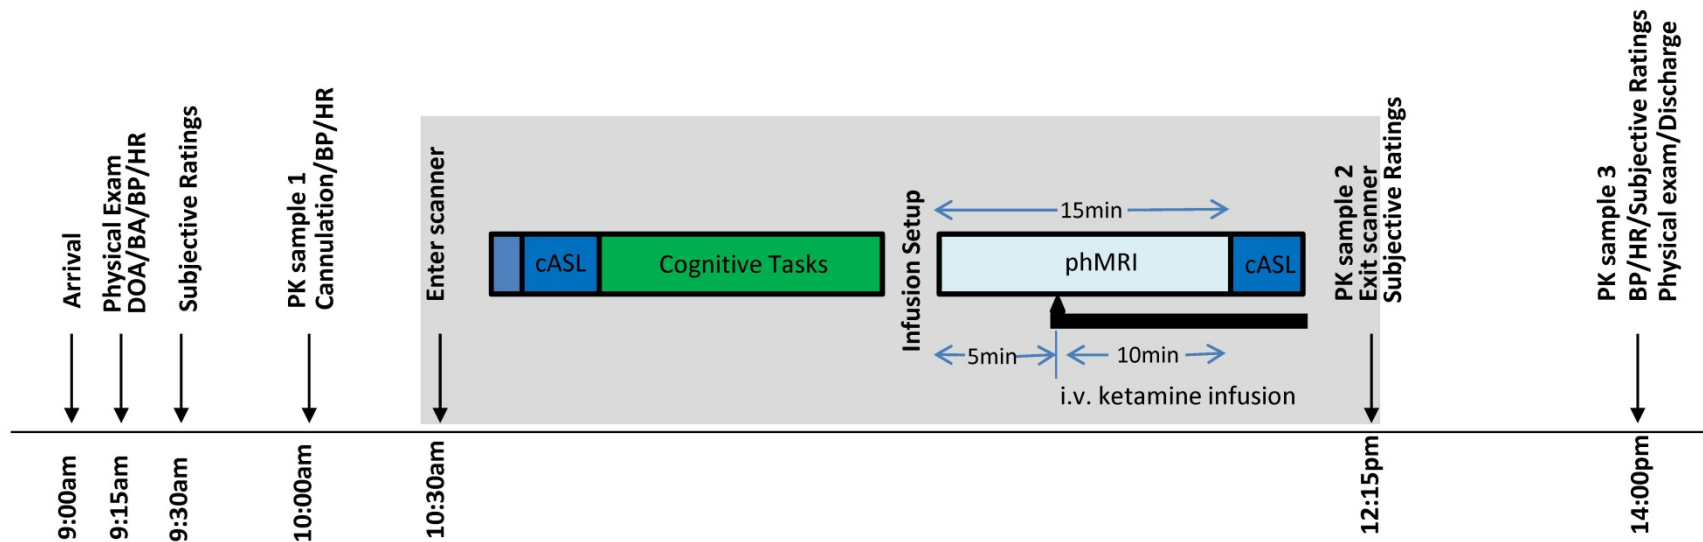 Arrival
Physical Exam
DOA/BA/BP/HR
Subjective Ratings
PK sample 1
Cannulation/BP/HR
Enter scanner
cASL
Cognitive Tasks
Infusion Setup
15min
phMRI
cASL
5min
10min
i.v. ketamine infusion
PK sample 2
Exit scanner
Subjective Ratings
PK sample 3
BP/HR/Subjective Ratings
Physical exam/Discharge
9:00am
9:15am
9:30am
10:00am
10:30am
12:15pm
14:00pm